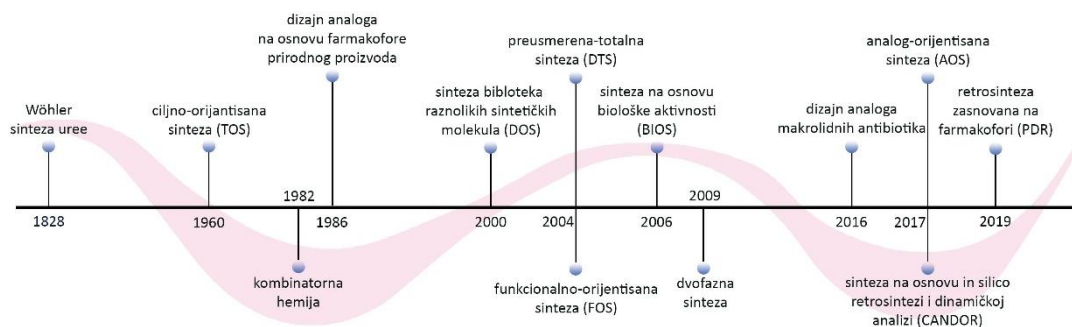 Wöhler
sinteza uree
1828
ciljno-orijantisana
sinteza (TOS)
1960
1982
kombinatorna
hemija
dizajn analoga
na osnovu farmakofore
prirodnog proizvoda
1986
sinteza bibloteka
raznolikih sintetičkih
molekula (DOS)
2000
preusmerena-totalna
sinteza (DTS)
2004
funkcionalno-orijentisana
sinteza (FOS)
sinteza na osnovu
biološke aktivnosti
(BIOS)
2006
2009
dvofazna
sinteza
dizajn analoga
makrolidnih antibiotika
2016
analog-orijentisana
sinteza (AOS)
2017
sinteza na osnovu in silico
retrosintezi i dinamičkoj
analizi (CANDOR)
retrosinteza
zasnovana na
farmakofori (PDR)
2019